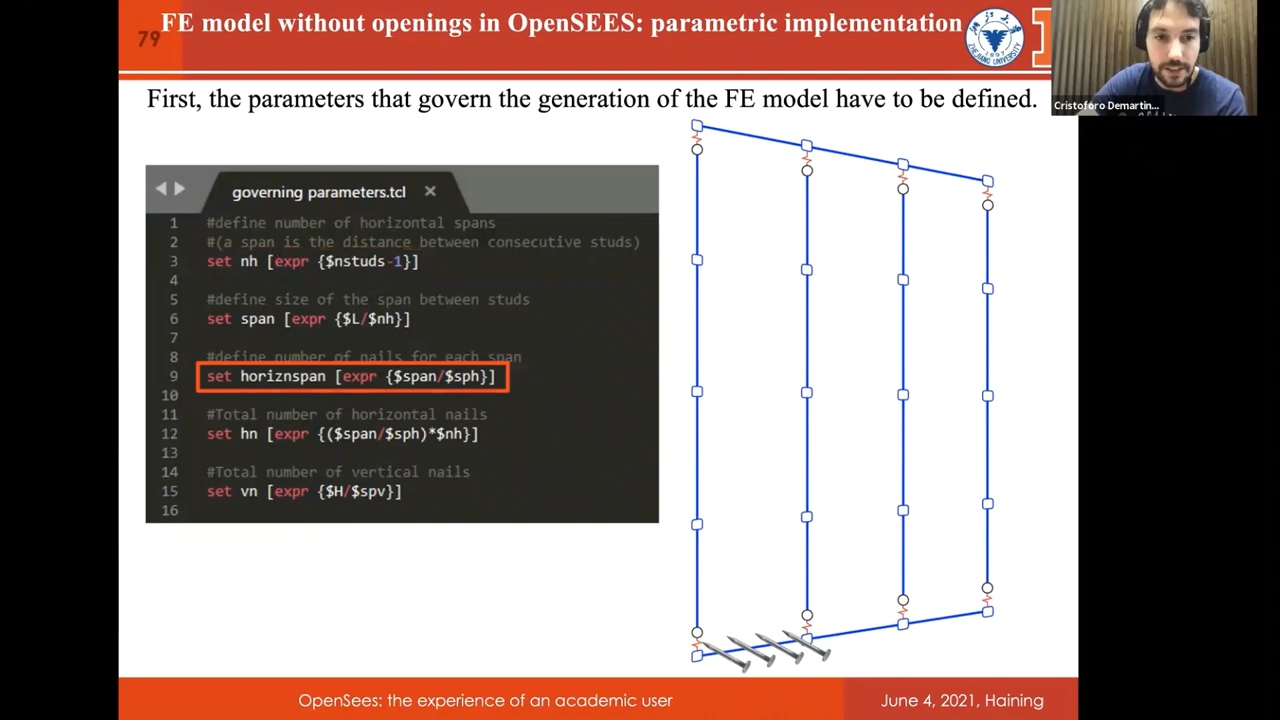 79
FE model without openings in OpenSEES: parametric implementation
First, the parameters that govern the generation of the FE model have to be defined.
Cristoforo Demartin...
governing parameters.tcl
1 #define number of horizontal spans
2 #(a span is the distance between consecutive studs)
3 set nh [expr {$nstuds-1}]
4
5 #define size of the span between studs
6 set span [expr {$L/$nh}]
7
8 #define number of nails for each span
9 set horiznspan [expr {$span/$sph}]
10
11 #Total number of horizontal nails
12 set hn [expr {($span/$sph)*$nh}]
13
14 #Total number of vertical nails
15 set vn [expr {$H/$spv}]
16
OpenSees: the experience of an academic user
June 4, 2021, Haining